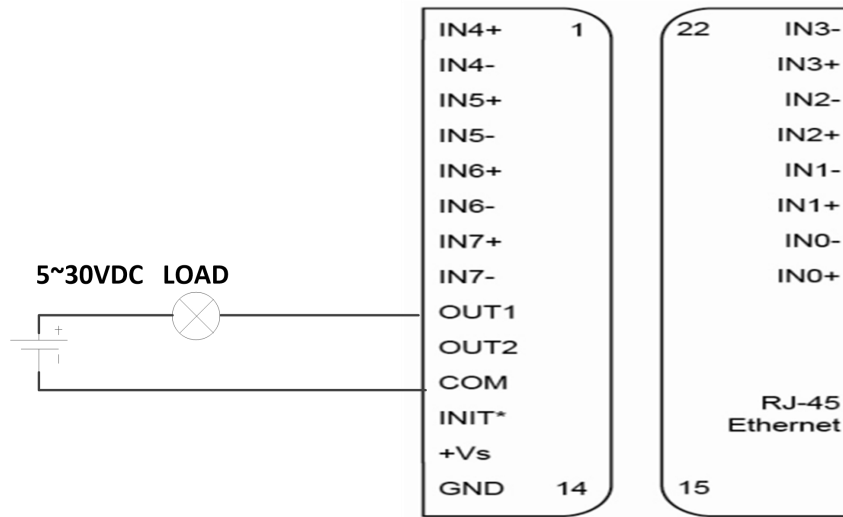 IN4+ 1
IN4-
IN5+
IN5-
IN6+
IN6-
IN7+
IN7-
OUT1
OUT2
COM
INIT*
+Vs
GND 14
22 IN3-
IN3+
IN2-
IN2+
IN1-
IN1+
IN0-
IN0+
RJ-45
Ethernet
15
5~30VDC LOAD
+
-